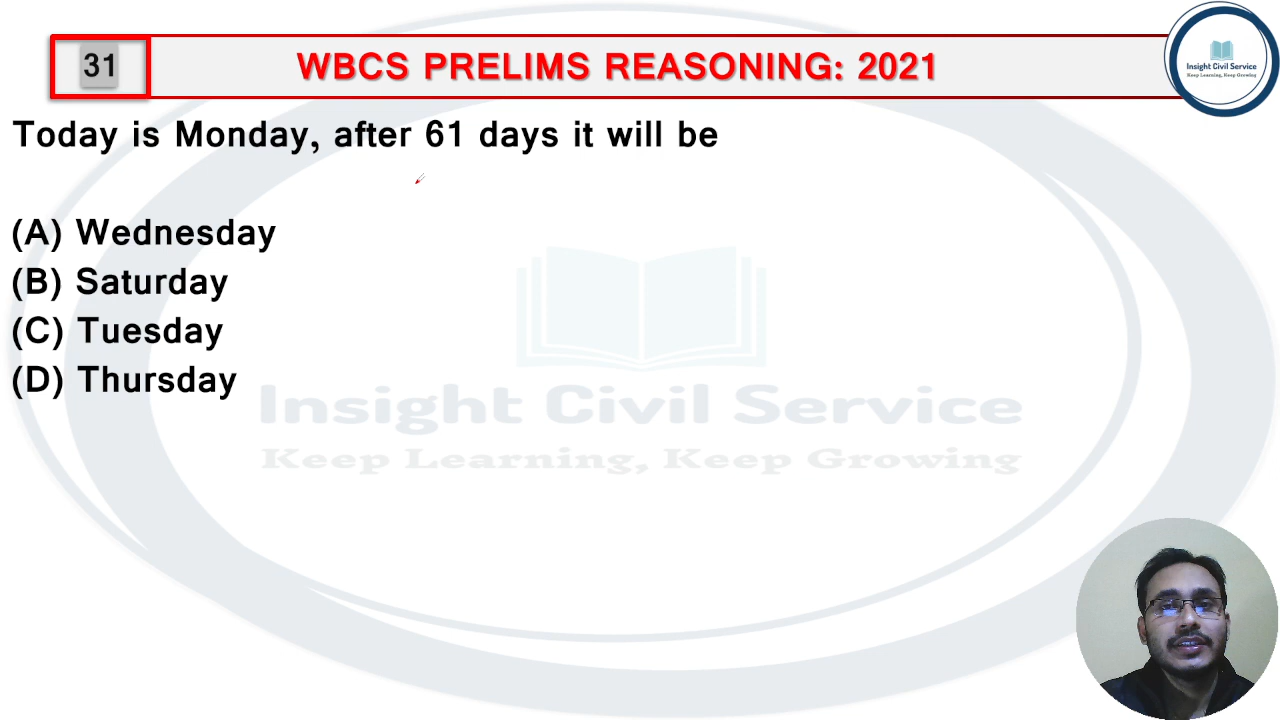 31
WBCS PRELIMS REASONING: 2021
Insight Civil Service
Keep Learning, Keep Growing
Today is Monday, after 61 days it will be
(A) Wednesday
(B) Saturday
(C) Tuesday
(D) Thursday
Insight Civil Service
Keep Learning, Keep Growing